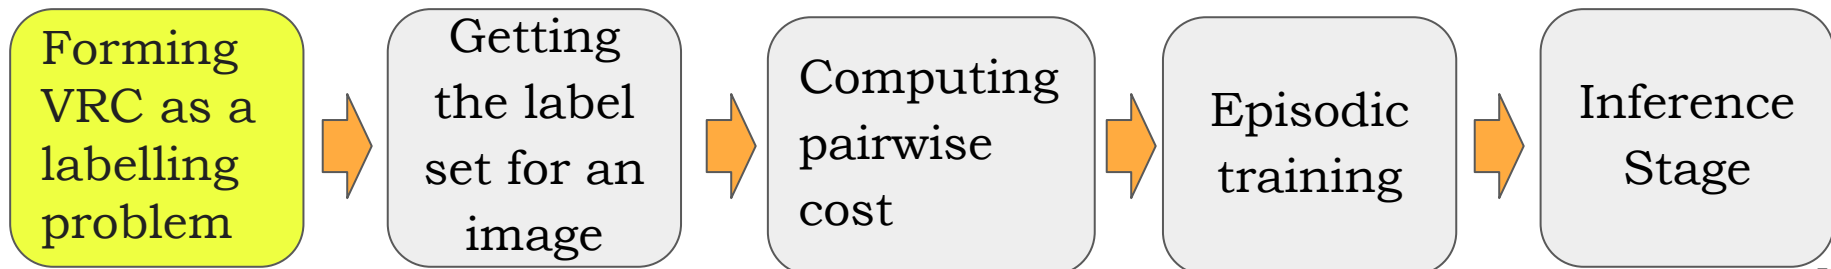 Forming
VRC as a
labelling
problem
Getting
the label
set for an
image
Computing
pairwise
cost
Episodic
training
Inference
Stage